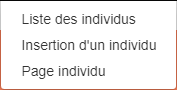 Liste des individus
Insertion d'un individu
Page individu